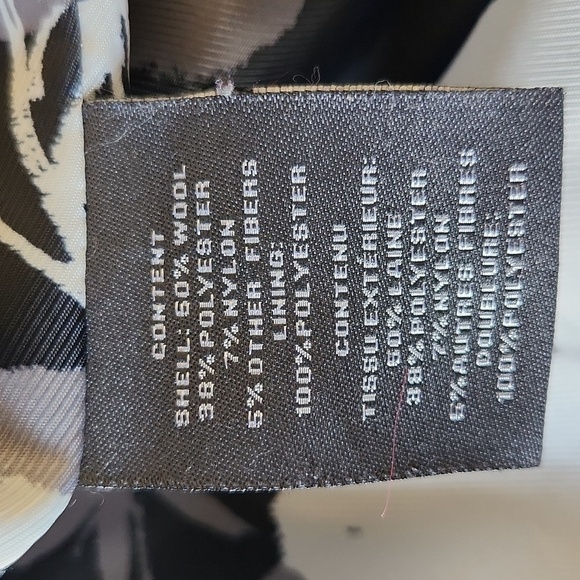 CONTENT
SHELL: 50% WOOL
38% POLYESTER
7% NYLON
5% OTHER FIBERS
LINING:
100% POLYESTER
CONTENU
TISSU EXTÉRIEUR:
50% LAINE
38% POLYESTER
7% NYLON
5% AUTRES FIBRES
DOUBLURE:
100% POLYESTER